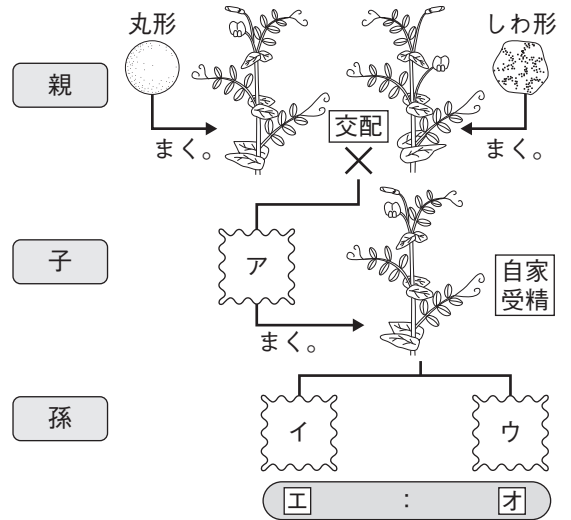 丸形
しわ形
親
交配
まく。
まく。
子
ア
自家
受精
まく。
孫
イ
ウ
エ : オ